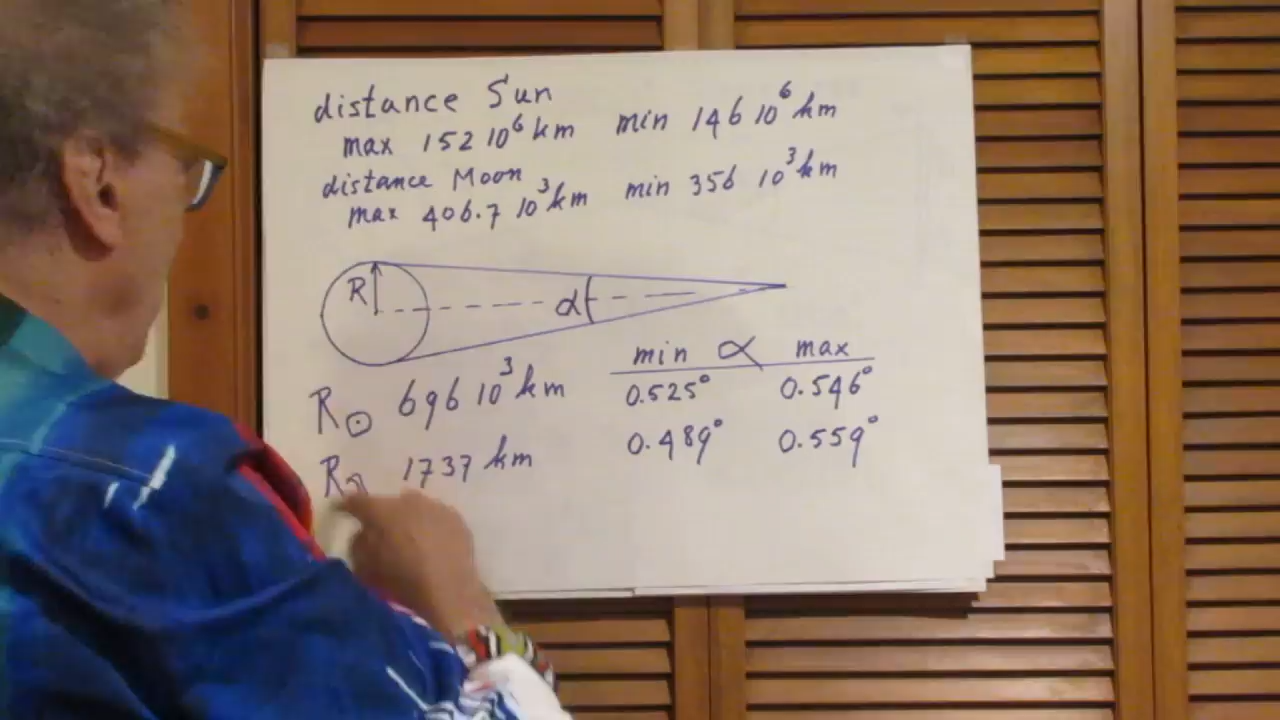 distance Sun
max 152 10⁶ km min 146 10⁶ km
distance Moon
max 406.7 10³ km min 356 10³ km
R α
min α max
R☉ 696 10³ km 0.525° 0.546°
R 1737 km 0.489° 0.559°